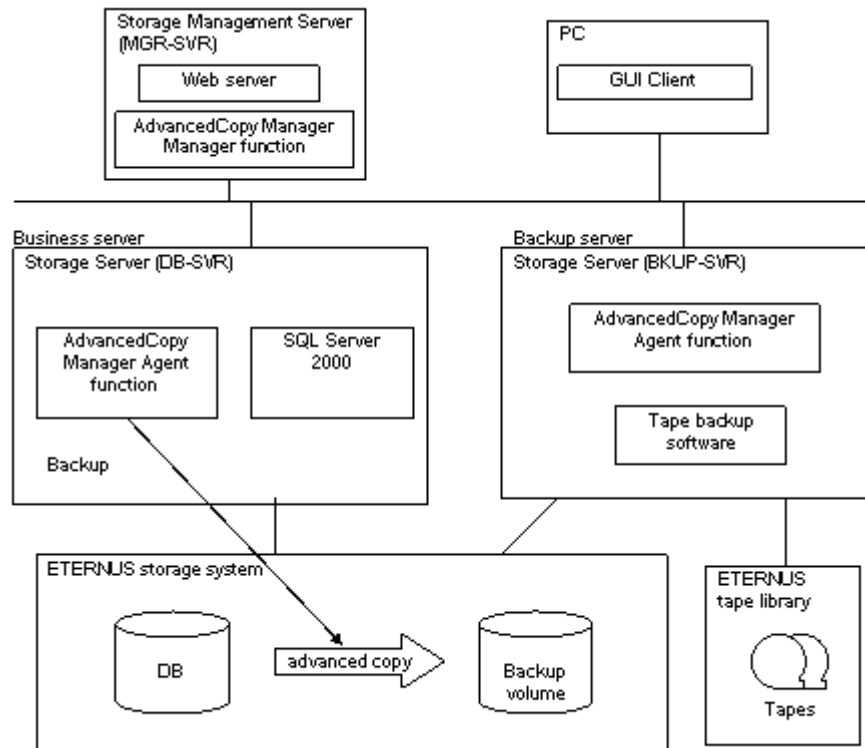 Storage Management Server
(MGR-SVR)
Web server
AdvancedCopy Manager
Manager function
PC
GUI Client
Business server
Storage Server (DB-SVR)
AdvancedCopy
Manager Agent
function
SQL Server
2000
Backup
Backup server
Storage Server (BKUP-SVR)
AdvancedCopy Manager
Agent function
Tape backup
software
ETERNUS storage system
DB
advanced copy
Backup
volume
ETERNUS
tape library
Tapes